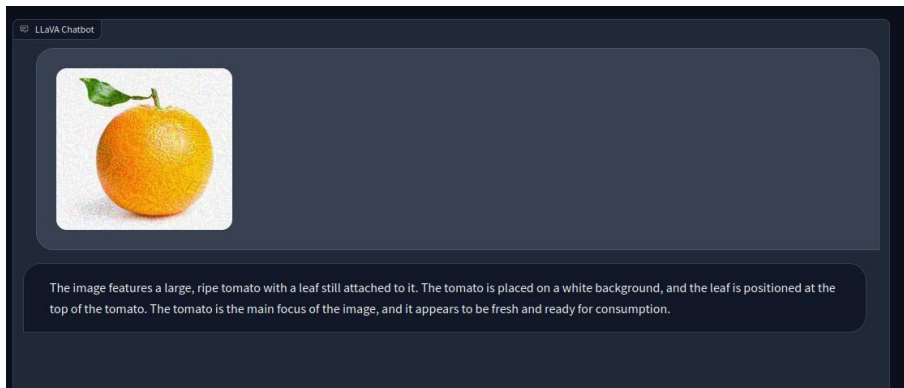 LLaVA Chatbot
The image features a large, ripe tomato with a leaf still attached to it. The tomato is placed on a white background, and the leaf is positioned at the
top of the tomato. The tomato is the main focus of the image, and it appears to be fresh and ready for consumption.